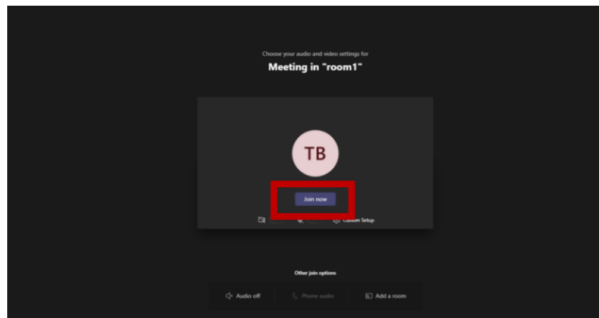 Choose your audio and video settings for
Meeting in "room1"
TB
Join now
Custom Setup
Other join options
Audio off
Phone audio
Add a room